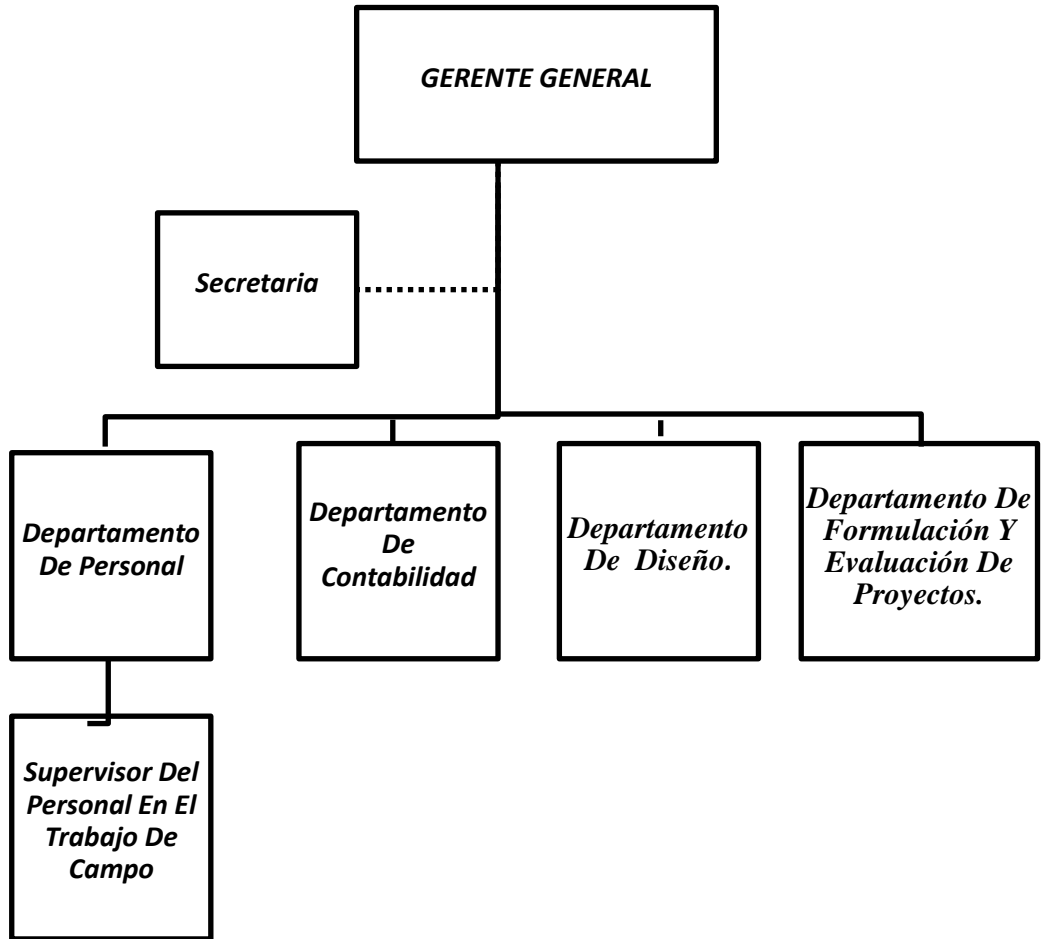 GERENTE GENERAL
Secretaria
Departamento
De Personal
Departamento
De
Contabilidad
Departamento
De Diseño.
Departamento De
Formulación Y
Evaluación De
Proyectos.
Supervisor Del
Personal En El
Trabajo De
Campo